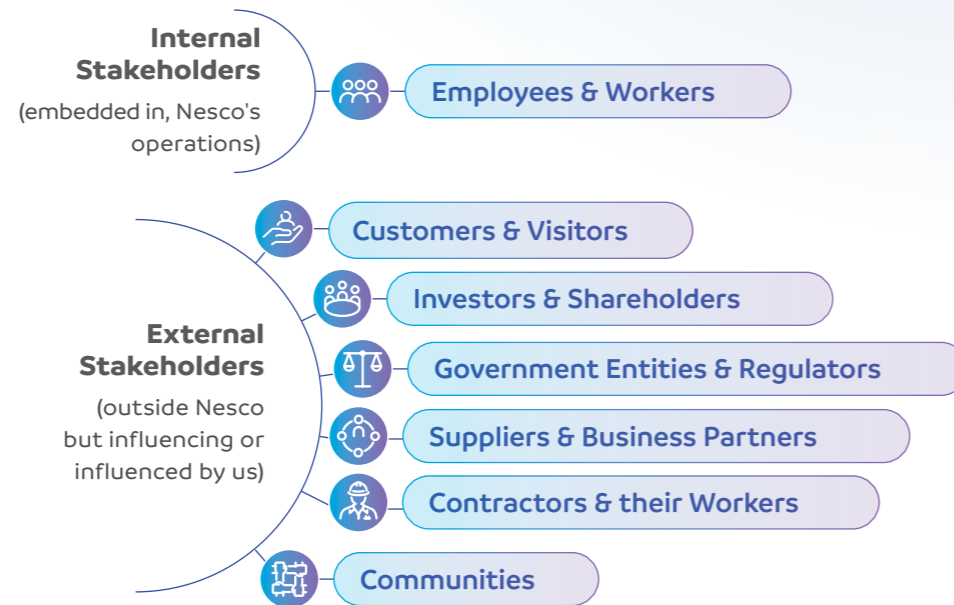 Internal
Stakeholders
(embedded in, Nesco's
operations)
Employees & Workers
External
Stakeholders
(outside Nesco
but influencing or
influenced by us)
Customers & Visitors
Investors & Shareholders
Government Entities & Regulators
Suppliers & Business Partners
Contractors & their Workers
Communities